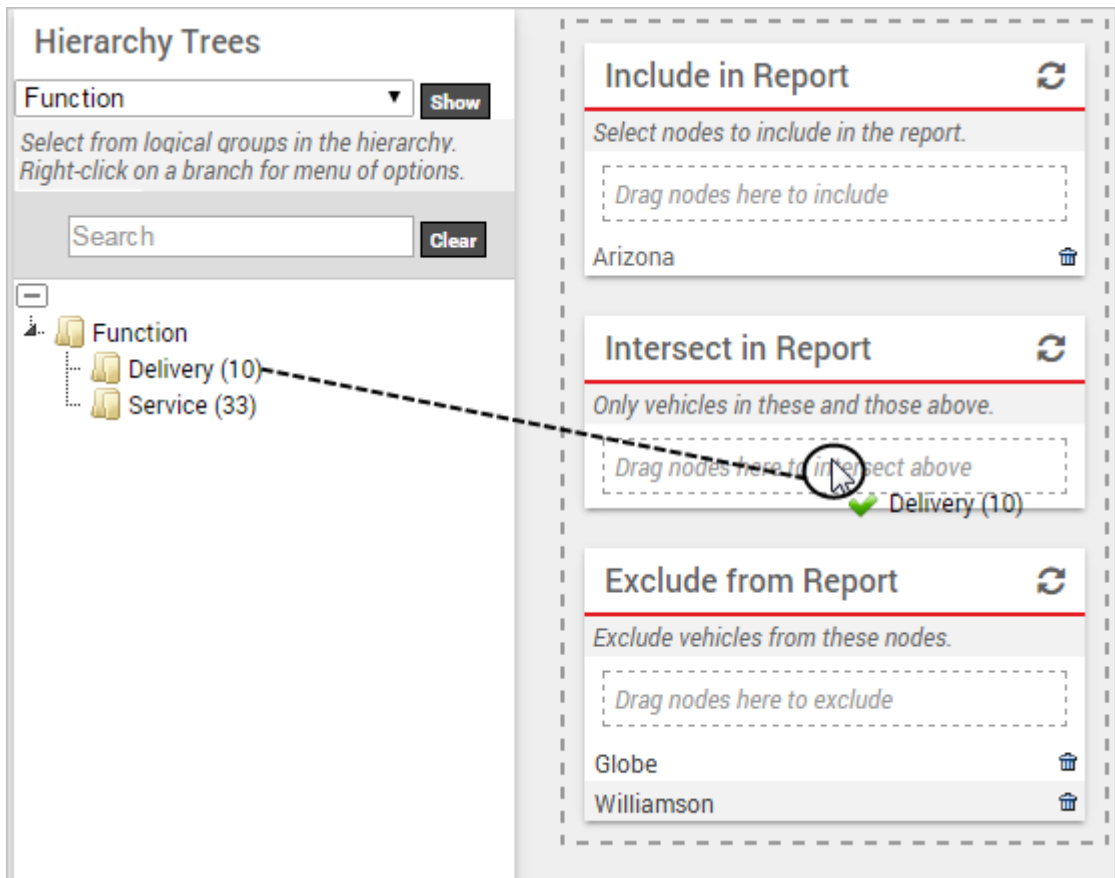 Hierarchy Trees
Function
Show
Select from logical groups in the hierarchy.
Right-click on a branch for menu of options.
Search
Clear
Function
Delivery (10)
Service (33)
Include in Report
Select nodes to include in the report.
Drag nodes here to include
Arizona
Intersect in Report
Only vehicles in these and those above.
Drag nodes here to intersect above
Delivery (10)
Exclude from Report
Exclude vehicles from these nodes.
Drag nodes here to exclude
Globe
Williamson